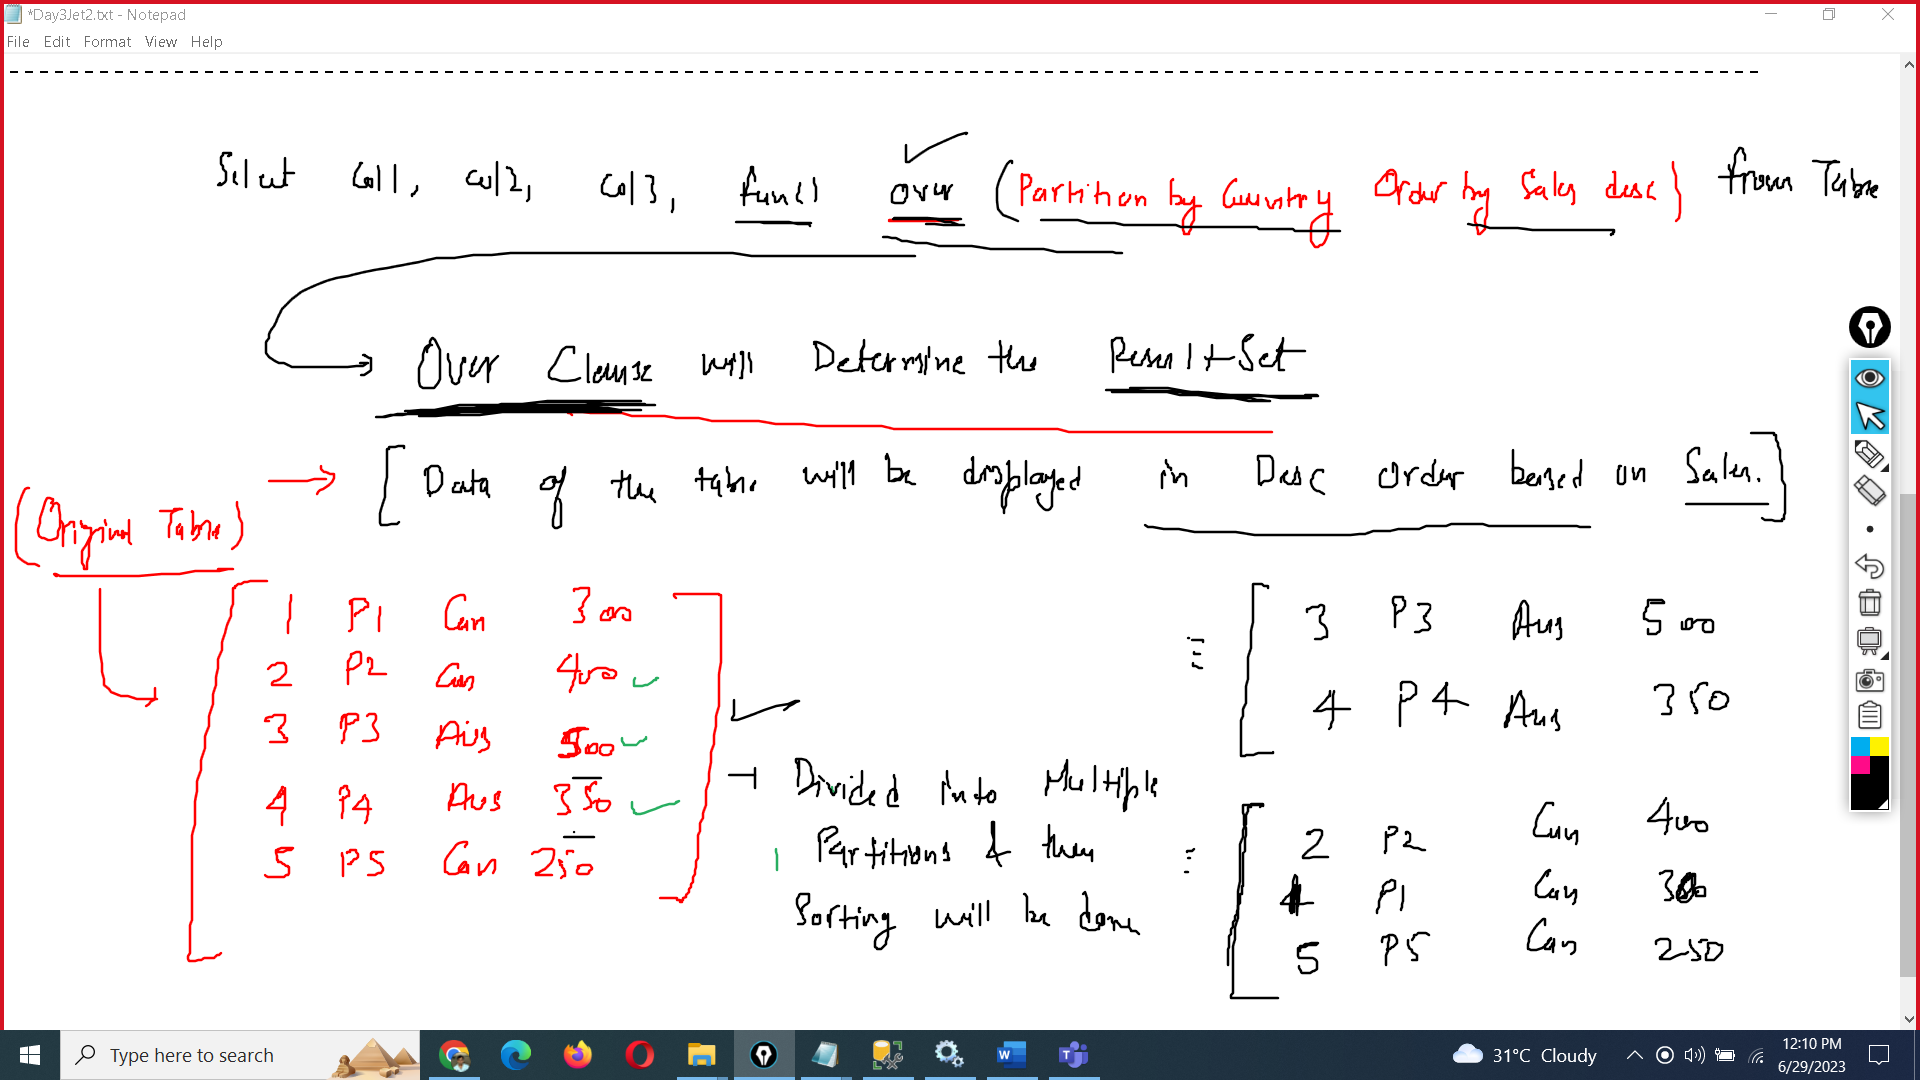 *Day3Jet2.txt - Notepad
File Edit Format View Help
Select Col1, col2, col3, func1 over (Partition by Country Order by Sales desc) from Table
Over Clause will Determine the Result Set
[Data of the table will be displayed in Desc order based on Sales.]
(Original Table)
1 P1 Can 300
2 P2 Can 400
3 P3 Aus 500
4 P4 Aus 350
5 P5 Can 250
Divided into Multiple
Partitions & then
Sorting will be done
3 P3 Aus 500
4 P4 Aus 350
2 P2 Can 400
1 P1 Can 300
5 P5 Can 250
Type here to search
31°C Cloudy
12:10 PM
6/29/2023